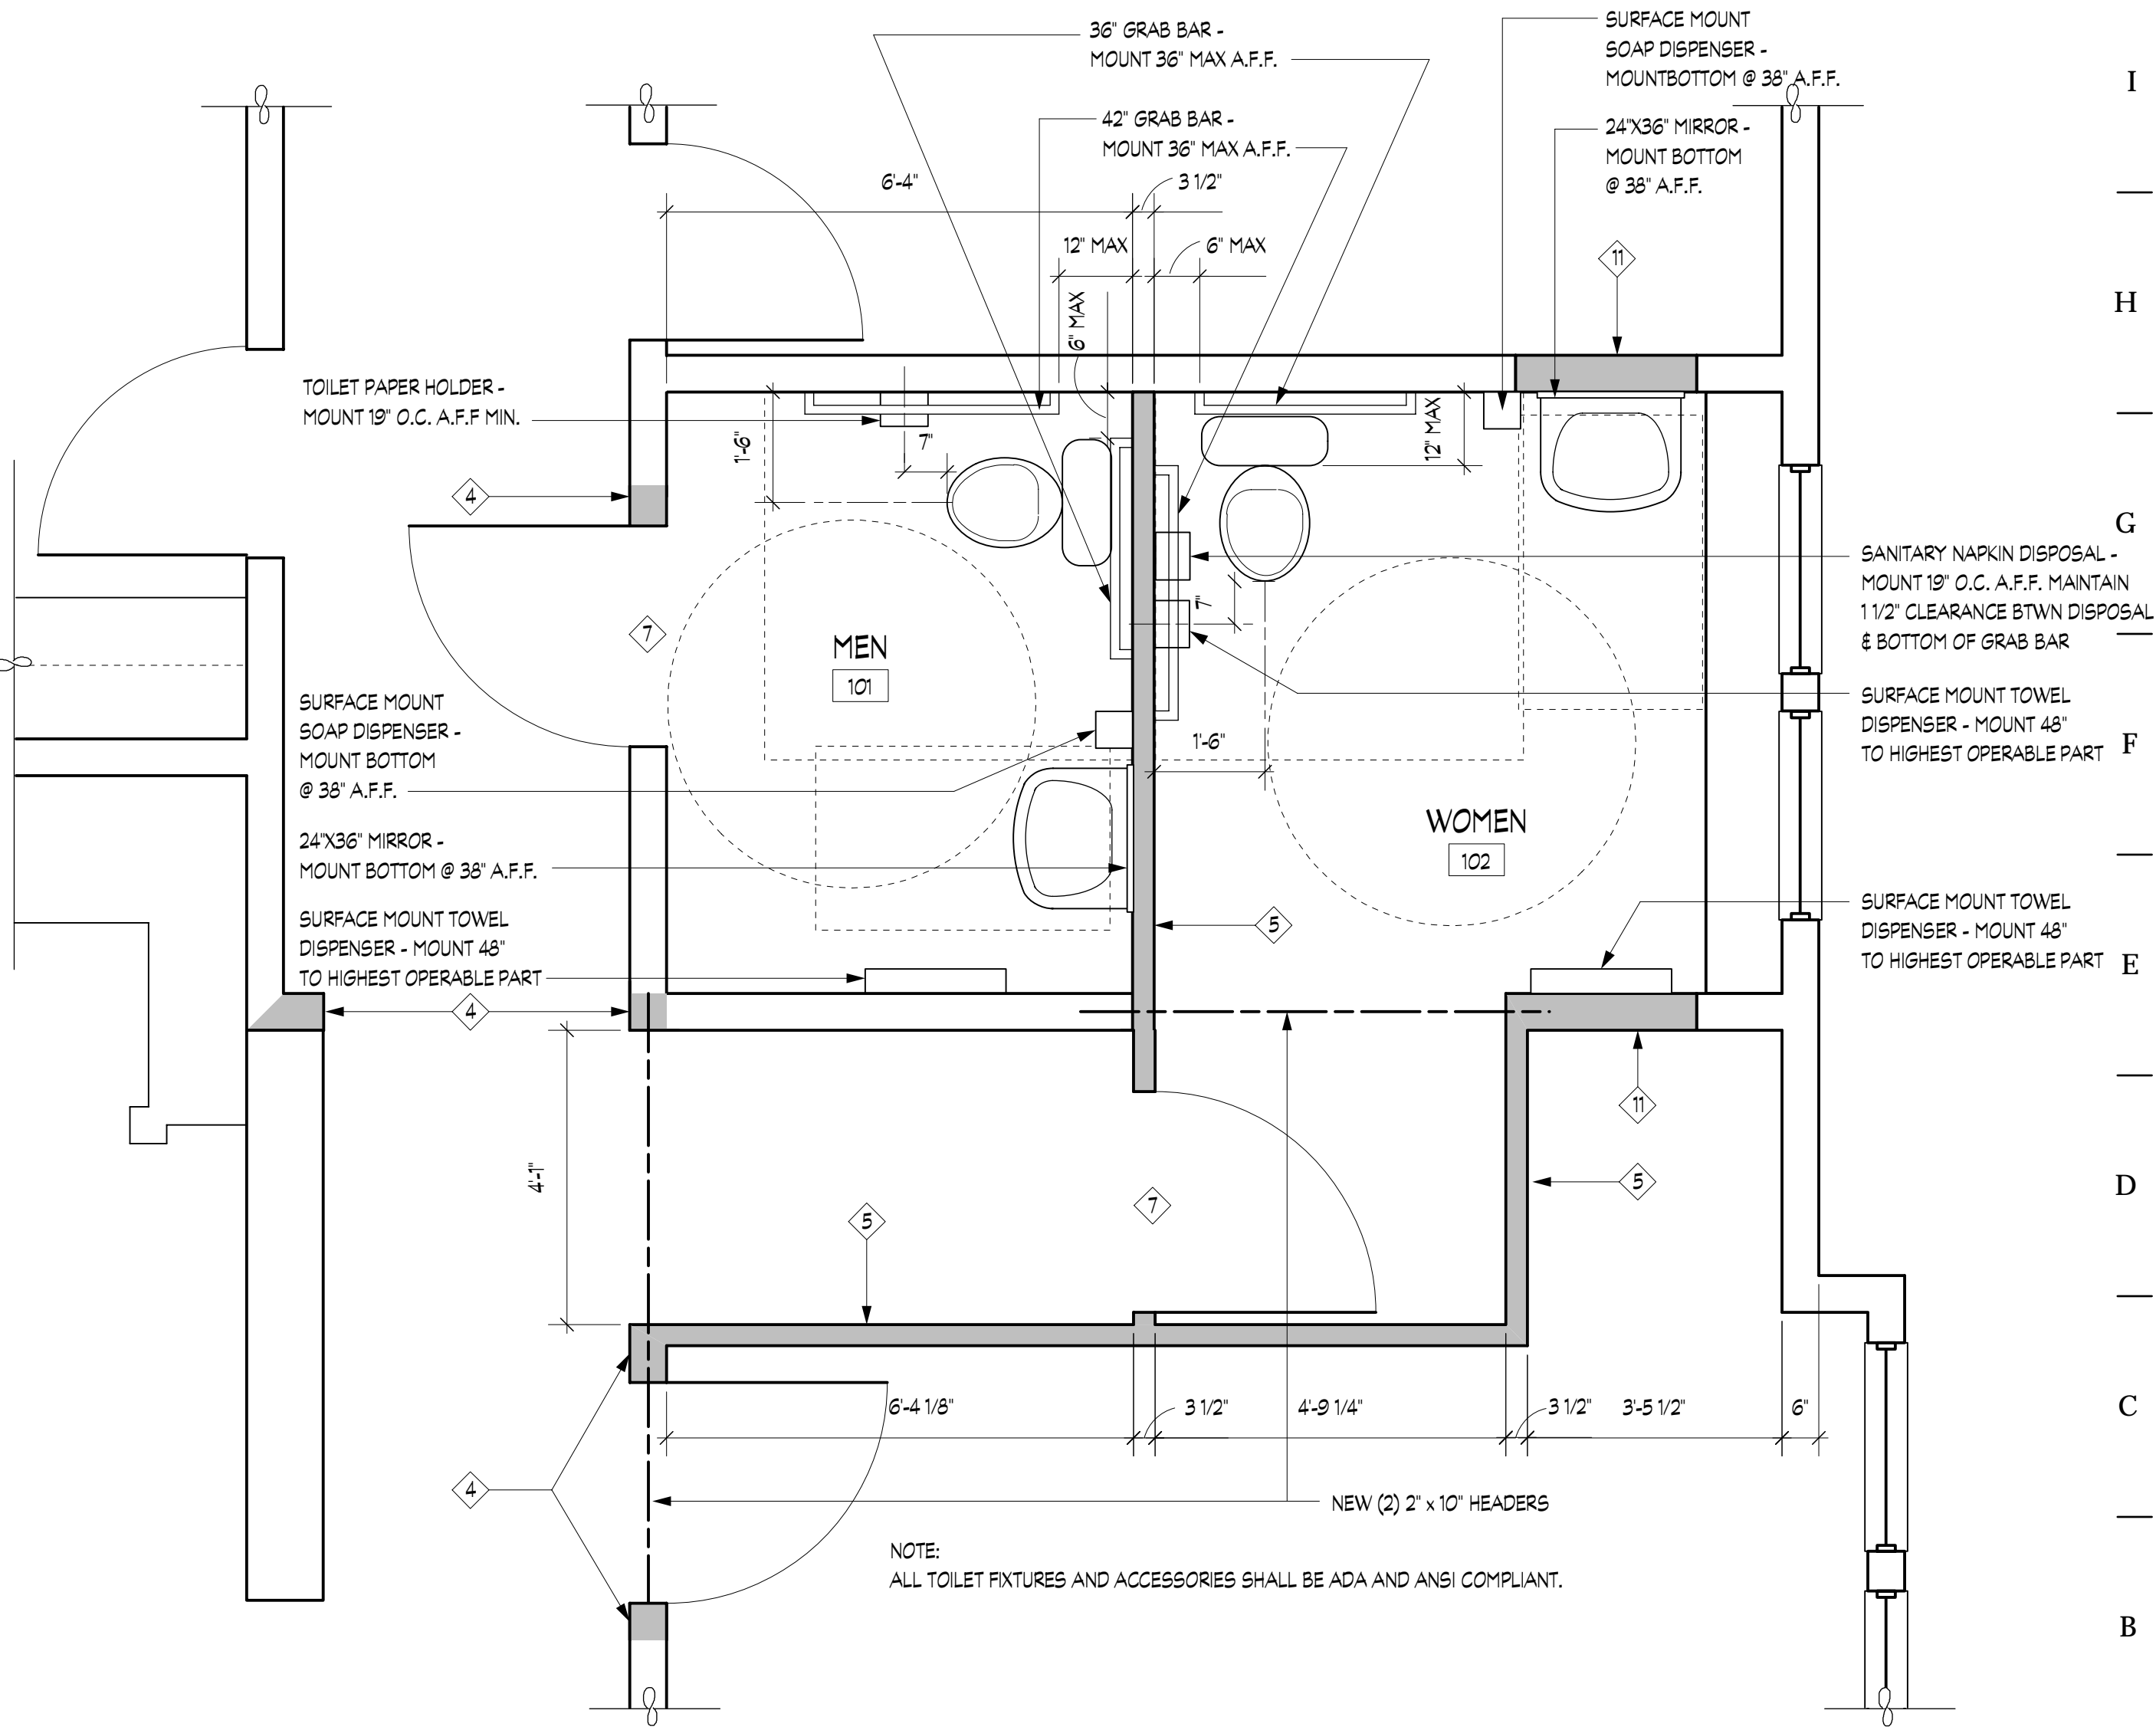 36" GRAB BAR -
MOUNT 36" MAX A.F.F.
42" GRAB BAR -
MOUNT 36" MAX A.F.F.
SURFACE MOUNT
SOAP DISPENSER -
MOUNTBOTTOM @ 38" A.F.F.
24"X36" MIRROR -
MOUNT BOTTOM
@ 38" A.F.F.
I
6'-4"
3 1/2"
12" MAX
6" MAX
11
H
6" MAX
TOILET PAPER HOLDER -
MOUNT 19" O.C. A.F.F MIN.
1'-6"
7"
12" MAX
4
G
SANITARY NAPKIN DISPOSAL -
MOUNT 19" O.C. A.F.F. MAINTAIN
1 1/2" CLEARANCE BTWN DISPOSAL
& BOTTOM OF GRAB BAR
7"
7
MEN
101
SURFACE MOUNT
SOAP DISPENSER -
MOUNT BOTTOM
@ 38" A.F.F.
SURFACE MOUNT TOWEL
DISPENSER - MOUNT 48"
TO HIGHEST OPERABLE PART
F
1'-6"
WOMEN
102
24"X36" MIRROR -
MOUNT BOTTOM @ 38" A.F.F.
SURFACE MOUNT TOWEL
DISPENSER - MOUNT 48"
TO HIGHEST OPERABLE PART
5
SURFACE MOUNT TOWEL
DISPENSER - MOUNT 48"
TO HIGHEST OPERABLE PART
E
4
11
4'-1"
5
7
5
D
6'-4 1/8"
3 1/2"
4'-9 1/4"
3 1/2"
3'-5 1/2"
6"
C
4
NEW (2) 2" x 10" HEADERS
NOTE:
ALL TOILET FIXTURES AND ACCESSORIES SHALL BE ADA AND ANSI COMPLIANT.
B